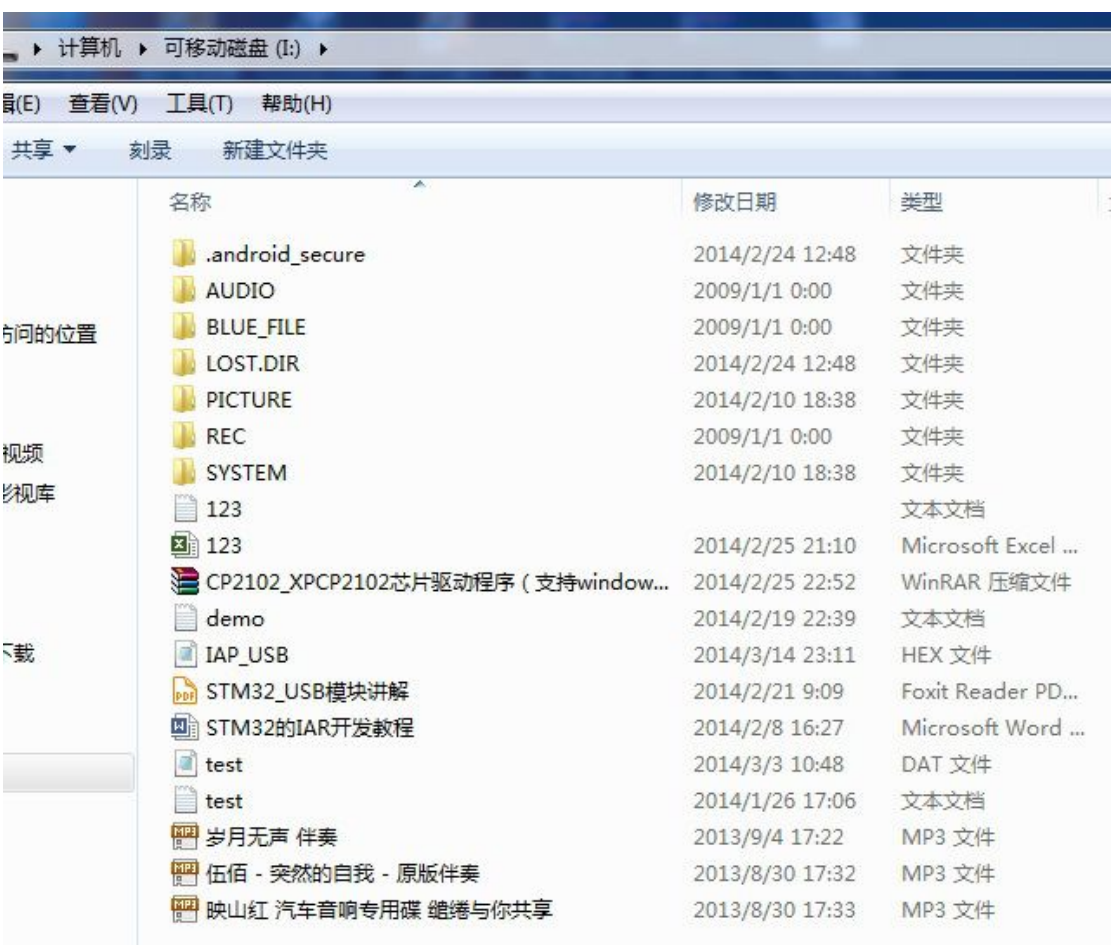 计算机 可移动磁盘 (I:)
辑(E) 查看(V) 工具(T) 帮助(H)
共享 刻录 新建文件夹
名称 修改日期 类型
.android_secure 2014/2/24 12:48 文件夹
AUDIO 2009/1/1 0:00 文件夹
BLUE_FILE 2009/1/1 0:00 文件夹
访问的位置
LOST.DIR 2014/2/24 12:48 文件夹
PICTURE 2014/2/10 18:38 文件夹
REC 2009/1/1 0:00 文件夹
视频
SYSTEM 2014/2/10 18:38 文件夹
影视库
123 文本文档
123 2014/2/25 21:10 Microsoft Excel ...
CP2102_XPCP2102芯片驱动程序（支持window... 2014/2/25 22:52 WinRAR 压缩文件
demo 2014/2/19 22:39 文本文档
下载
IAP_USB 2014/3/14 23:11 HEX 文件
STM32_USB模块讲解 2014/2/21 9:09 Foxit Reader PD...
STM32的IAR开发教程 2014/2/8 16:27 Microsoft Word ...
test 2014/3/3 10:48 DAT 文件
test 2014/1/26 17:06 文本文档
岁月无声 伴奏 2013/9/4 17:22 MP3 文件
伍佰 - 突然的自我 - 原版伴奏 2013/8/30 17:32 MP3 文件
映山红 汽车音响专用碟 缱绻与你共享 2013/8/30 17:33 MP3 文件